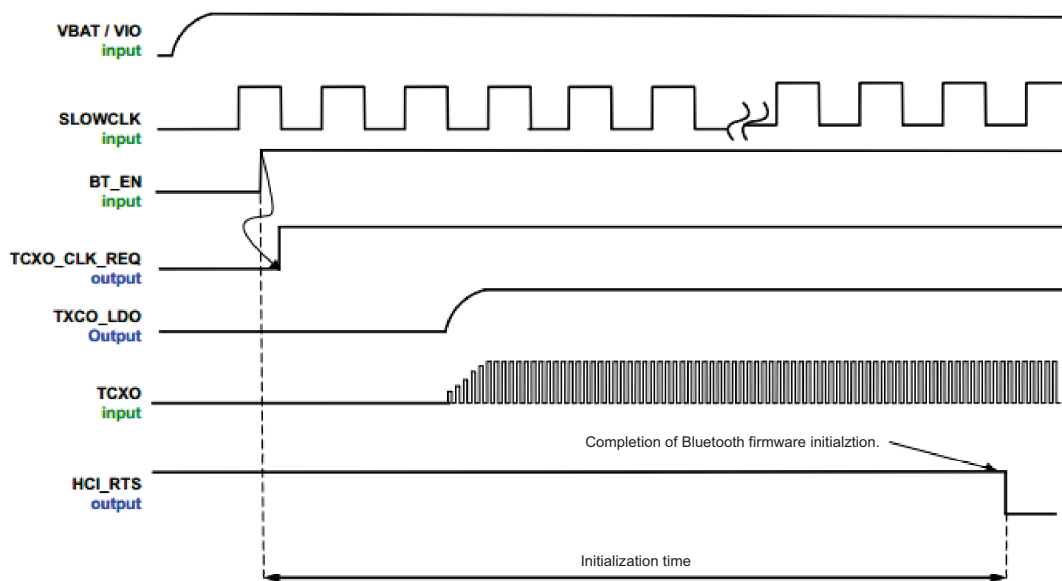 VBAT / VIO
input
SLOWCLK
input
BT_EN
input
TCXO_CLK_REQ
output
TXCO_LDO
Output
TCXO
input
Completion of Bluetooth firmware initialztion.
HCI_RTS
output
Initialization time